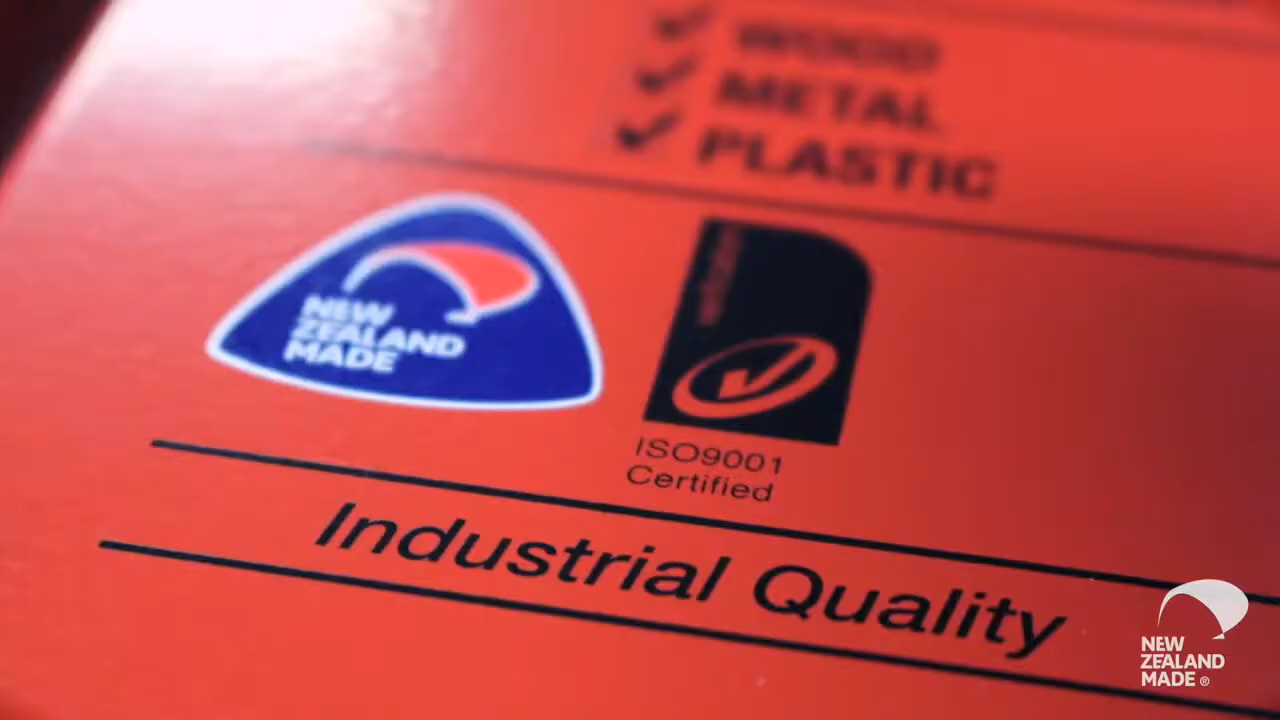 WOOD
METAL
PLASTIC
NEW
ZEALAND
MADE
ISO9001
Certified
Industrial Quality
NEW
ZEALAND
MADE ®